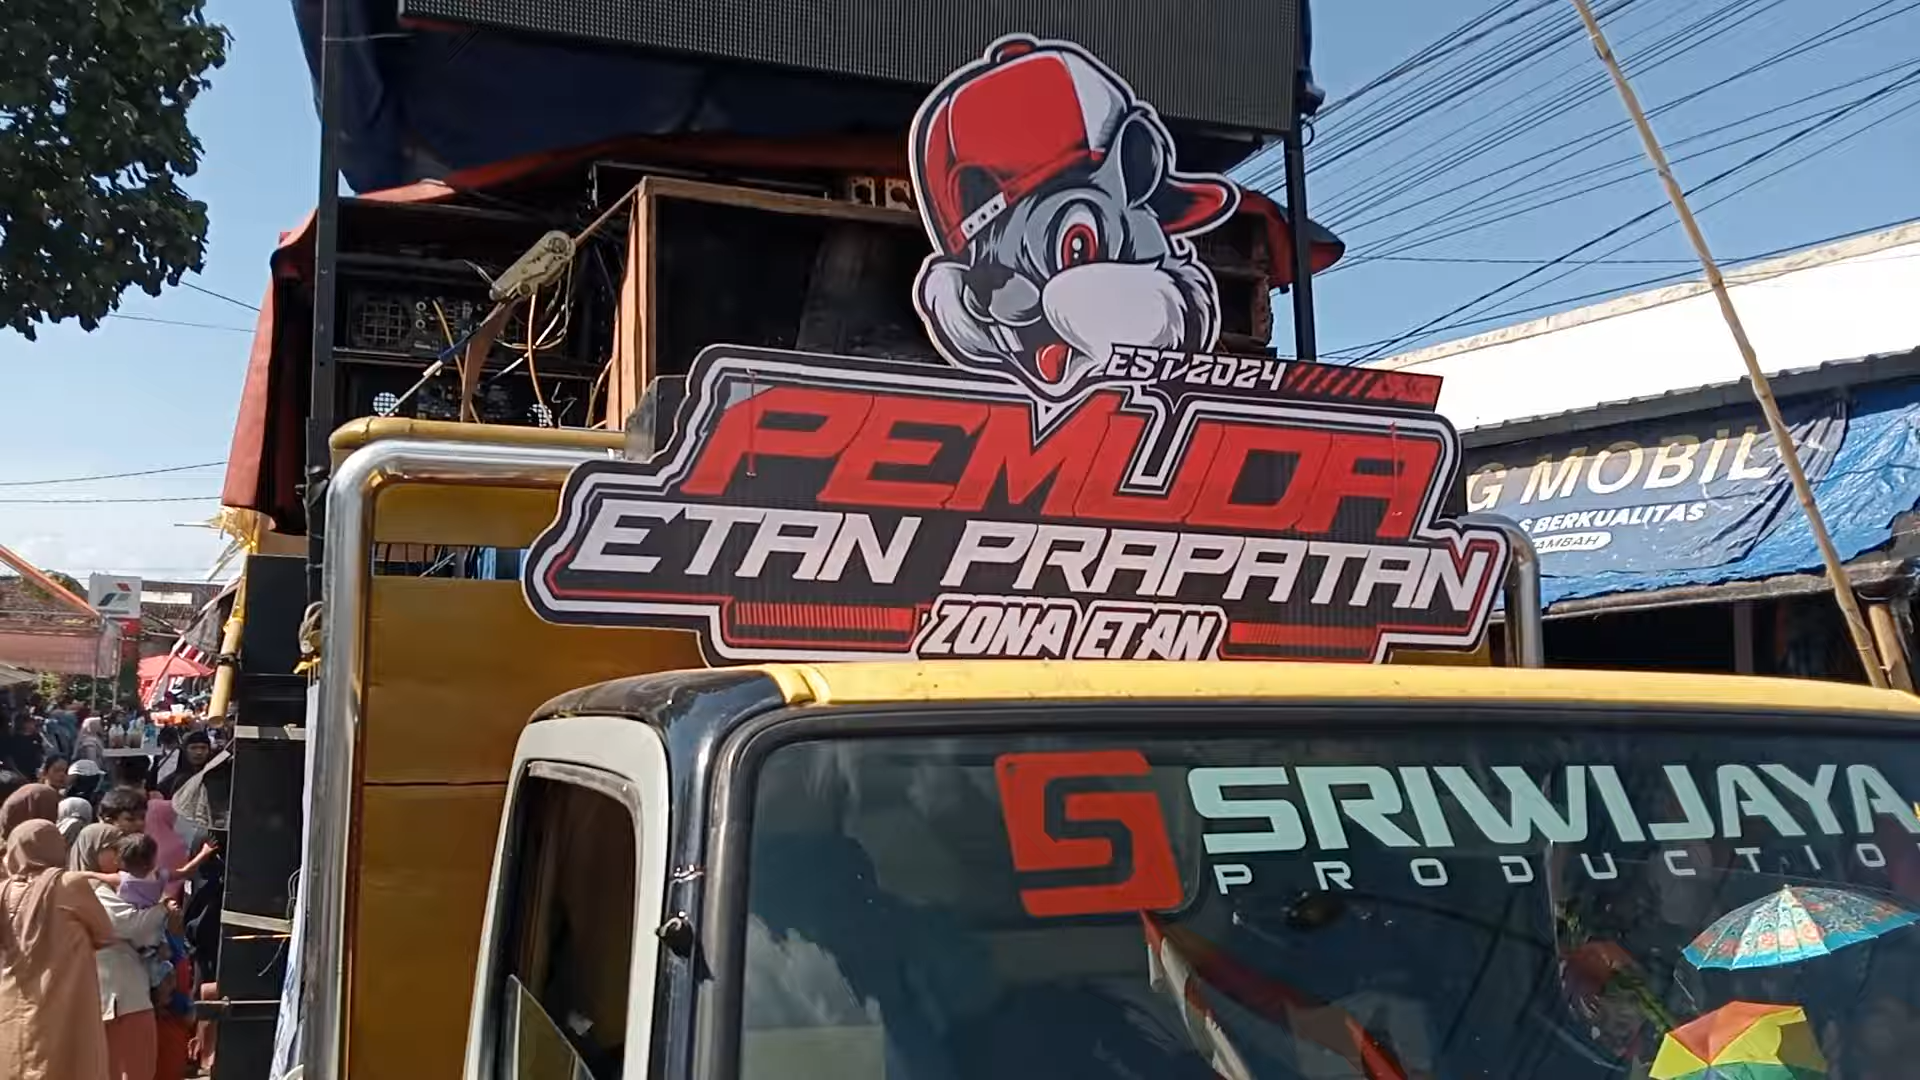 EST 2024
PEMUDA
ETAN PRAPATAN
ZONA ETAN
G MOBIL
BERKUALITAS
SRIWIJAYA
PRODUCTIO